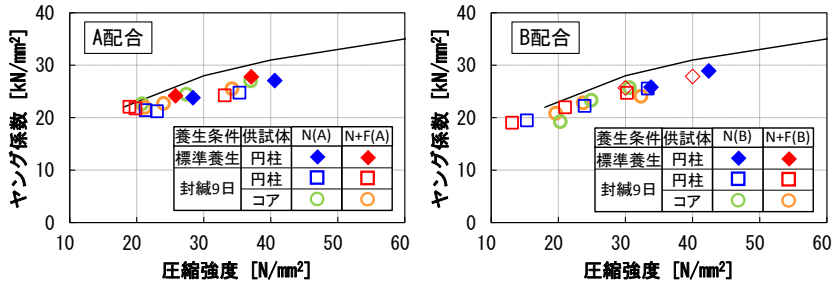 A配合
ヤング係数 [kN/mm²]
40
30
20
10
0
養生条件 供試体 N(A) N+F(A)
標準養生 円柱
封緘9日 円柱
コア
10 20 30 40 50 60
圧縮強度 [N/mm²]
B配合
ヤング係数 [kN/mm²]
40
30
20
10
0
養生条件 供試体 N(B) N+F(B)
標準養生 円柱
封緘9日 円柱
コア
10 20 30 40 50 60
圧縮強度 [N/mm²]